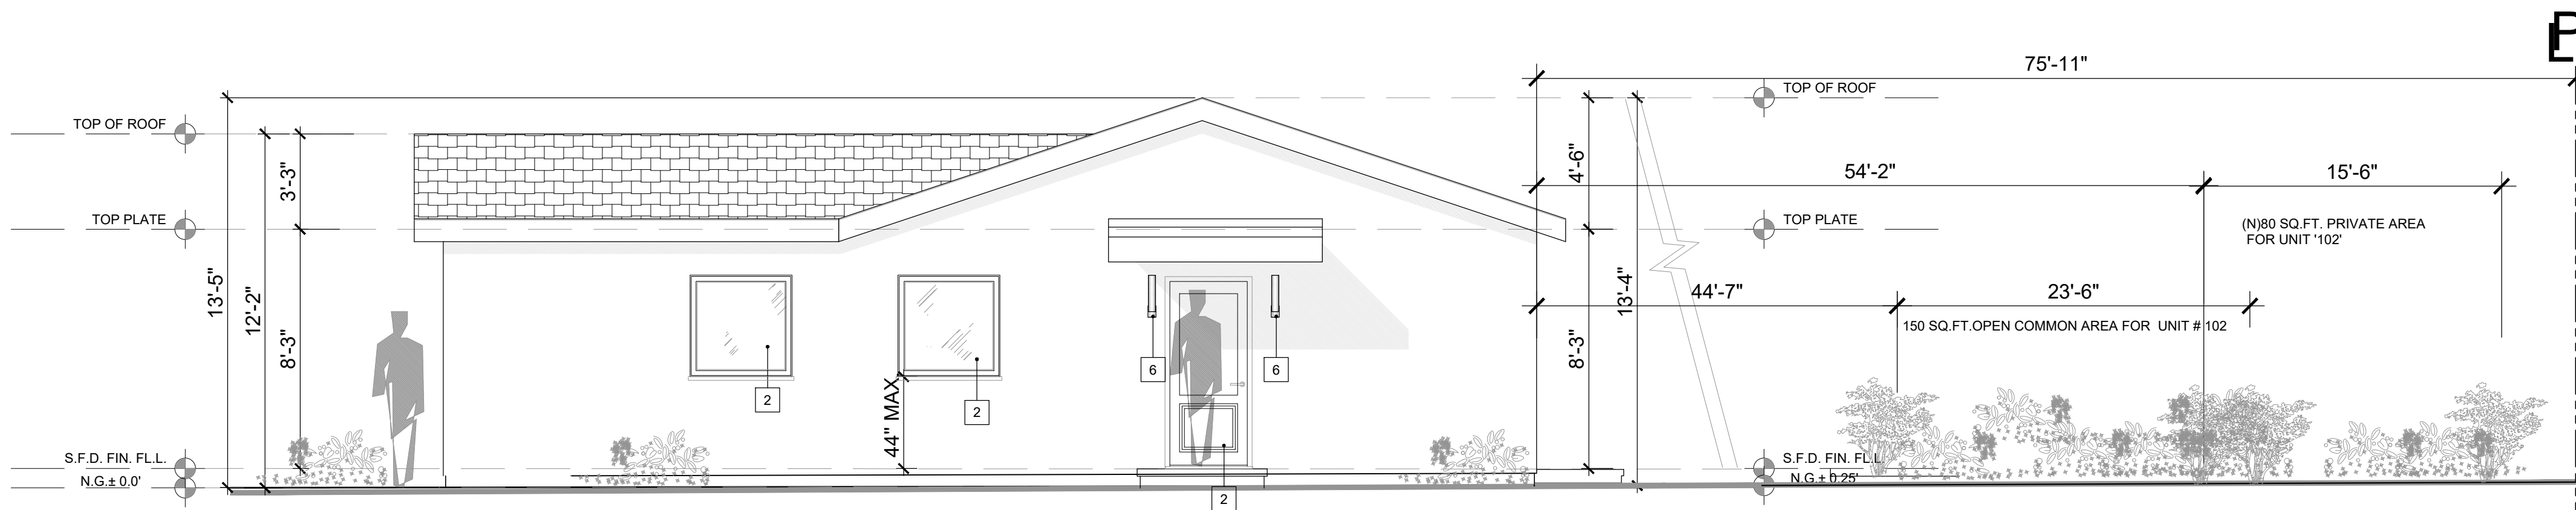 TOP OF ROOF
TOP PLATE
S.F.D. FIN. FL.L.
N.G.± 0.0'
13'-5"
12'-2"
3'-3"
8'-3"
2
44" MAX.
2
6
6
2
4'-6"
8'-3"
13'-4"
TOP OF ROOF
TOP PLATE
S.F.D. FIN. FL.L.
N.G.± 0.25'
75'-11"
54'-2"
15'-6"
(N)80 SQ.FT. PRIVATE AREA
FOR UNIT '102'
44'-7"
23'-6"
150 SQ.FT.OPEN COMMON AREA FOR UNIT # 102